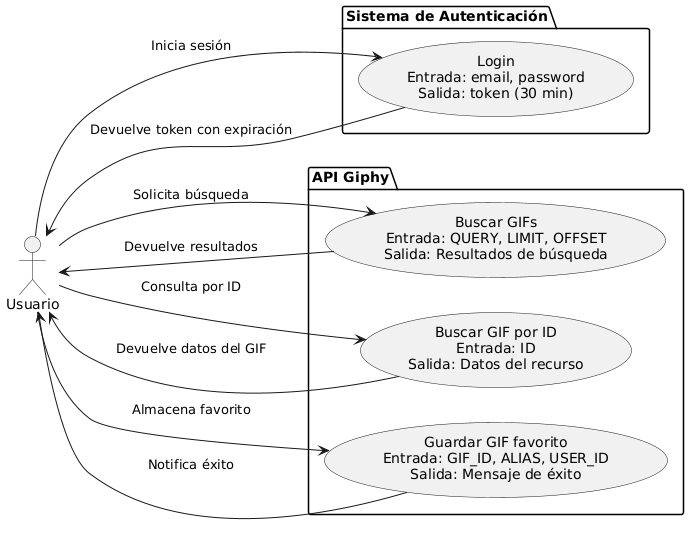 Sistema de Autenticación
Inicia sesión
Login
Entrada: email, password
Salida: token (30 min)
Devuelve token con expiración
API Giphy
Solicita búsqueda
Buscar GIFs
Entrada: QUERY, LIMIT, OFFSET
Salida: Resultados de búsqueda
Devuelve resultados
Consulta por ID
Usuario
Buscar GIF por ID
Entrada: ID
Salida: Datos del recurso
Devuelve datos del GIF
Almacena favorito
Guardar GIF favorito
Entrada: GIF_ID, ALIAS, USER_ID
Salida: Mensaje de éxito
Notifica éxito